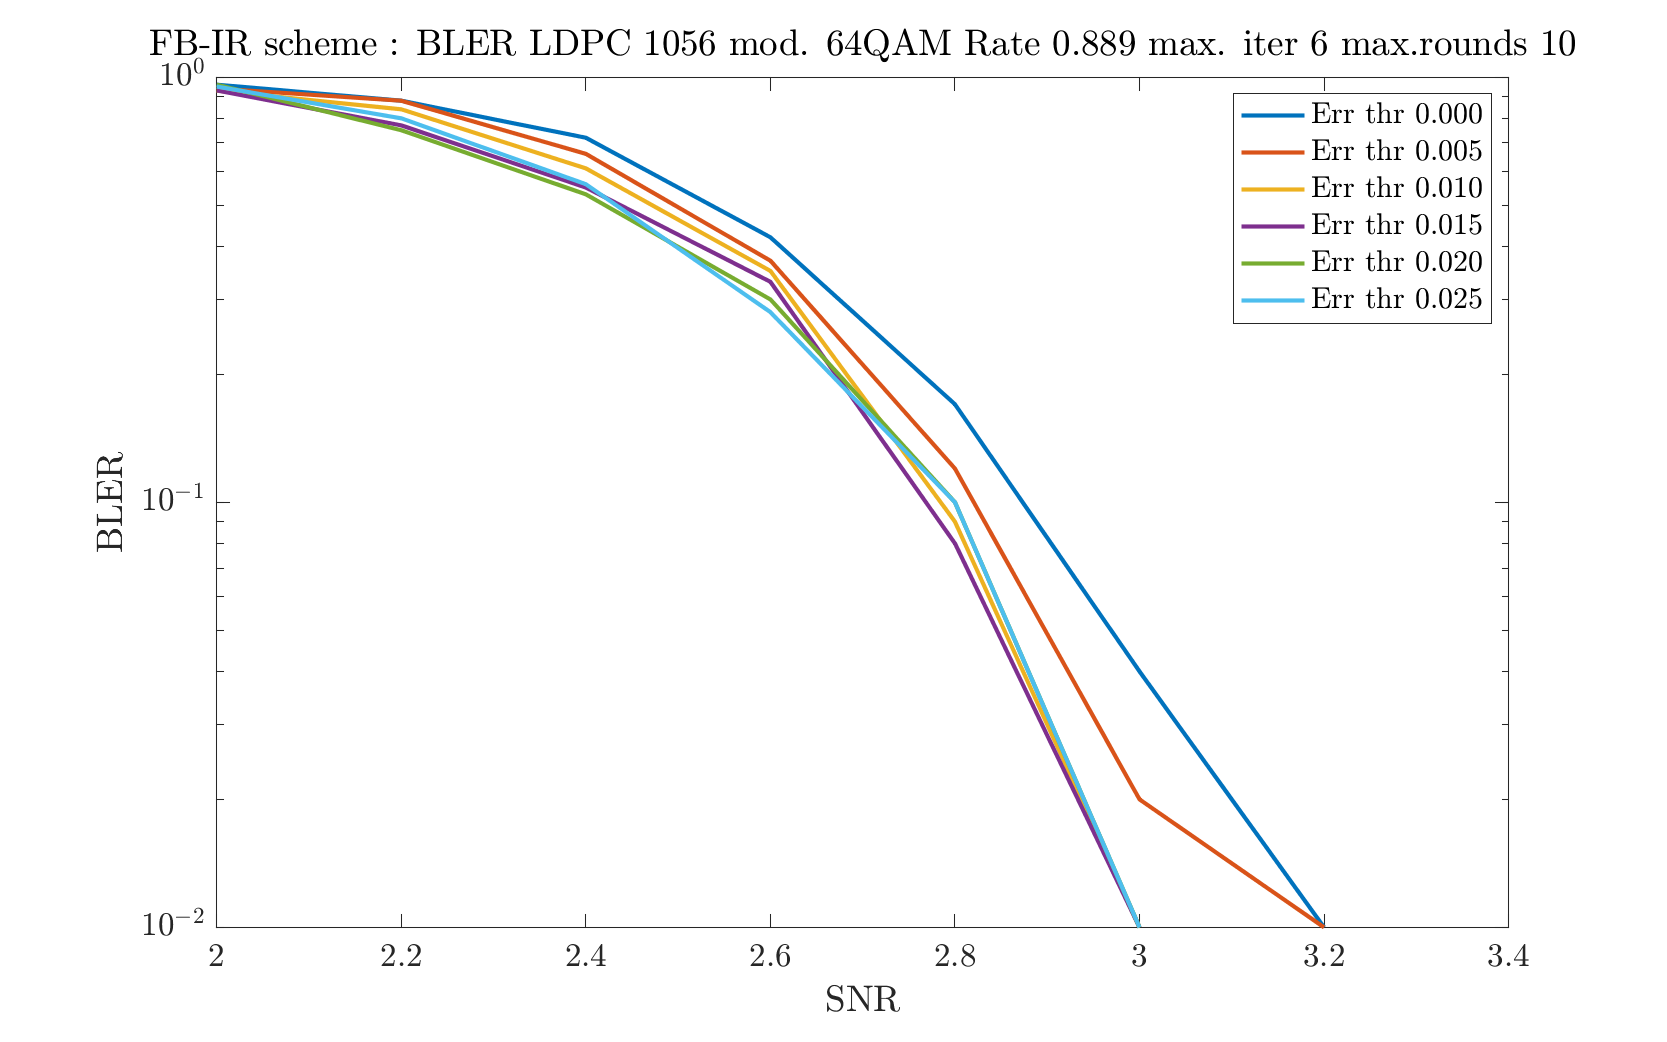 FB-IR scheme : BLER LDPC 1056 mod. 64QAM Rate 0.889 max. iter 6 max.rounds 10
10^0
10^-1
10^-2
BLER
Err thr 0.000
Err thr 0.005
Err thr 0.010
Err thr 0.015
Err thr 0.020
Err thr 0.025
2 2.2 2.4 2.6 2.8 3 3.2 3.4
SNR